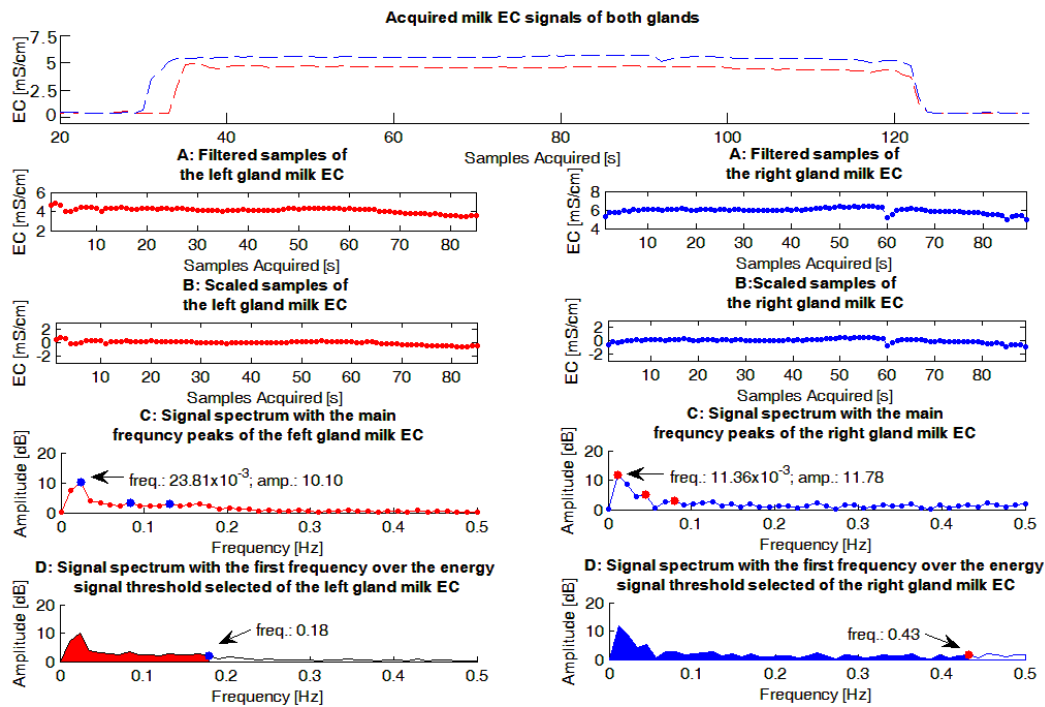 Acquired milk EC signals of both glands
EC [mS/cm]
7.5
5
-2.5
0
20 40 60 80 100 120
Samples Acquired [s]
A: Filtered samples of
the left gland milk EC
EC [mS/cm]
6
4
2
10 20 30 40 50 60 70 80
Samples Acquired [s]
A: Filtered samples of
the right gland milk EC
EC [mS/cm]
8
6
4
10 20 30 40 50 60 70 80
Samples Acquired [s]
B: Scaled samples of
the left gland milk EC
EC [mS/cm]
2
0
-2
10 20 30 40 50 60 70 80
Samples Acquired [s]
B:Scaled samples of
the right gland milk EC
EC [mS/cm]
2
0
-2
10 20 30 40 50 60 70 80
Samples Acquired [s]
C: Signal spectrum with the main
frequncy peaks of the left gland milk EC
Amplitude [dB]
20
10
0
freq.: 23.81x10⁻³; amp.: 10.10
0 0.1 0.2 0.3 0.4 0.5
Frequency [Hz]
C: Signal spectrum with the main
frequncy peaks of the right gland milk EC
Amplitude [dB]
20
10
0
freq.: 11.36x10⁻³; amp.: 11.78
0 0.1 0.2 0.3 0.4 0.5
Frequency [Hz]
D: Signal spectrum with the first frequency over the energy
signal threshold selected of the left gland milk EC
Amplitude [dB]
20
10
0
freq.: 0.18
0 0.1 0.2 0.3 0.4 0.5
Frequency [Hz]
D: Signal spectrum with the first frequency over the energy
signal threshold selected of the right gland milk EC
Amplitude [dB]
20
10
0
freq.: 0.43
0 0.1 0.2 0.3 0.4 0.5
Frequency [Hz]